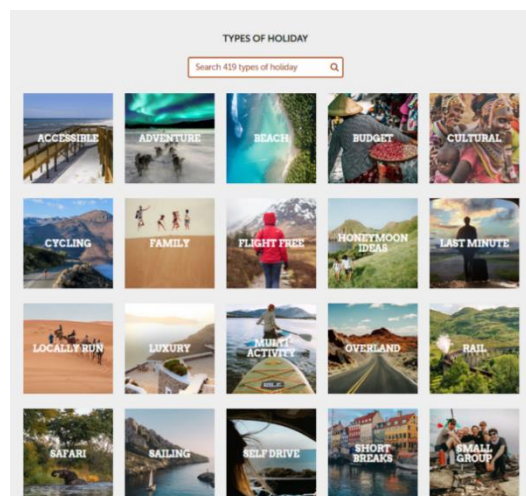 TYPES OF HOLIDAY
Search 419 types of holiday
ACCESSIBLE
ADVENTURE
BEACH
BUDGET
CULTURAL
CYCLING
FAMILY
FLIGHT FREE
HONEYMOON
IDEAS
LAST MINUTE
LOCALLY RUN
LUXURY
MULTI
ACTIVITY
OVERLAND
RAIL
SAFARI
SAILING
SELF DRIVE
SHORT
BREAKS
SMALL
GROUP